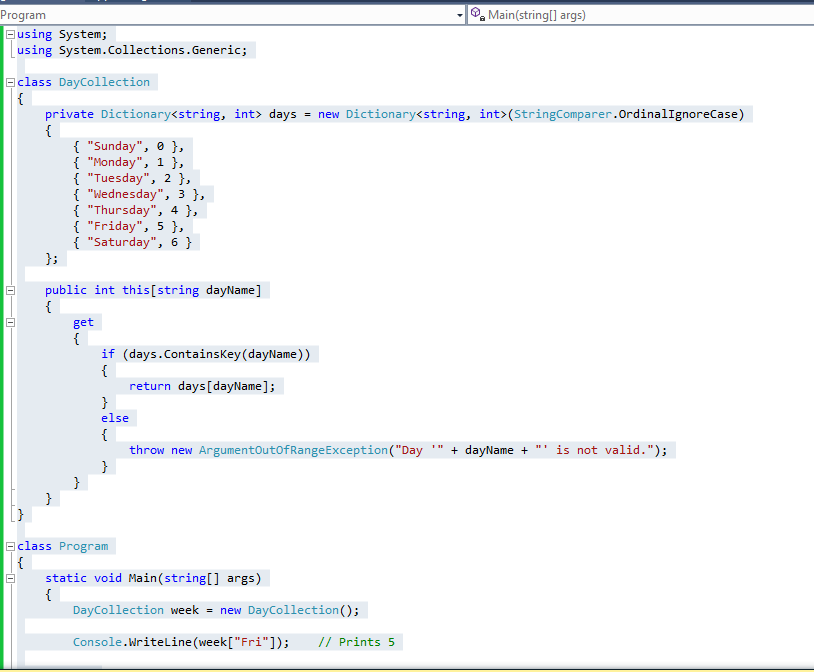 Program
Main(string[] args)
using System;
using System.Collections.Generic;
class DayCollection
{
    private Dictionary<string, int> days = new Dictionary<string, int>(StringComparer.OrdinalIgnoreCase)
    {
        { "Sunday", 0 },
        { "Monday", 1 },
        { "Tuesday", 2 },
        { "Wednesday", 3 },
        { "Thursday", 4 },
        { "Friday", 5 },
        { "Saturday", 6 }
    };
    public int this[string dayName]
    {
        get
        {
            if (days.ContainsKey(dayName))
            {
                return days[dayName];
            }
            else
            {
                throw new ArgumentOutOfRangeException("Day '" + dayName + "' is not valid.");
            }
        }
    }
}
class Program
{
    static void Main(string[] args)
    {
        DayCollection week = new DayCollection();
        Console.WriteLine(week["Fri"]);    // Prints 5